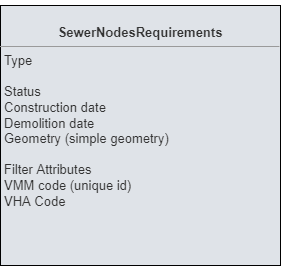 SewerNodesRequirements
Type
Status
Construction date
Demolition date
Geometry (simple geometry)
Filter Attributes
VMM code (unique id)
VHA Code